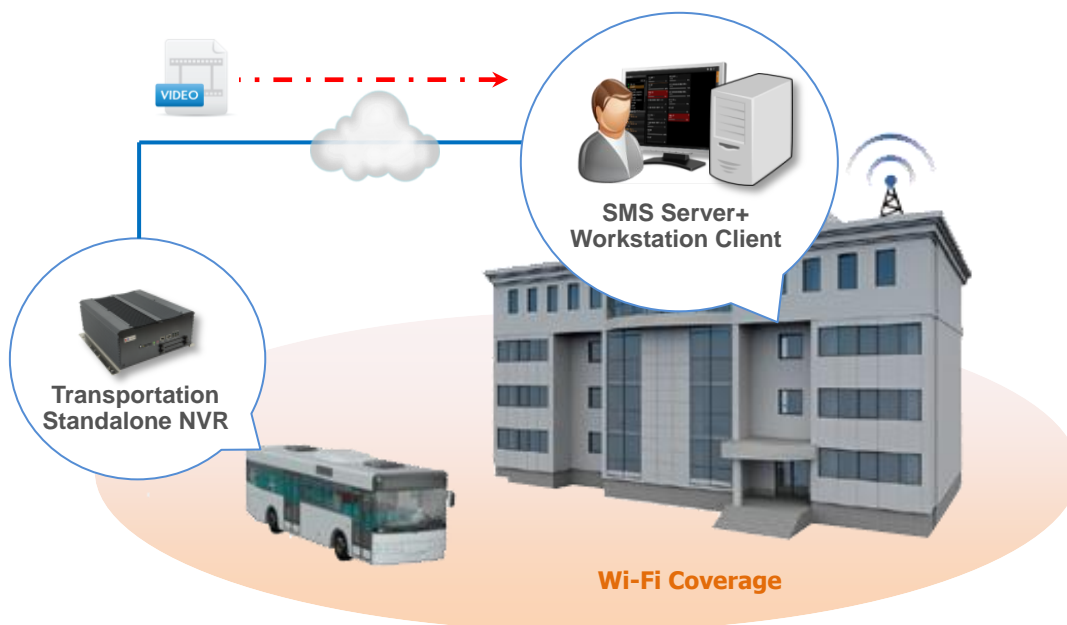 VIDEO
SMS Server+
Workstation Client
Transportation
Standalone NVR
Wi-Fi Coverage